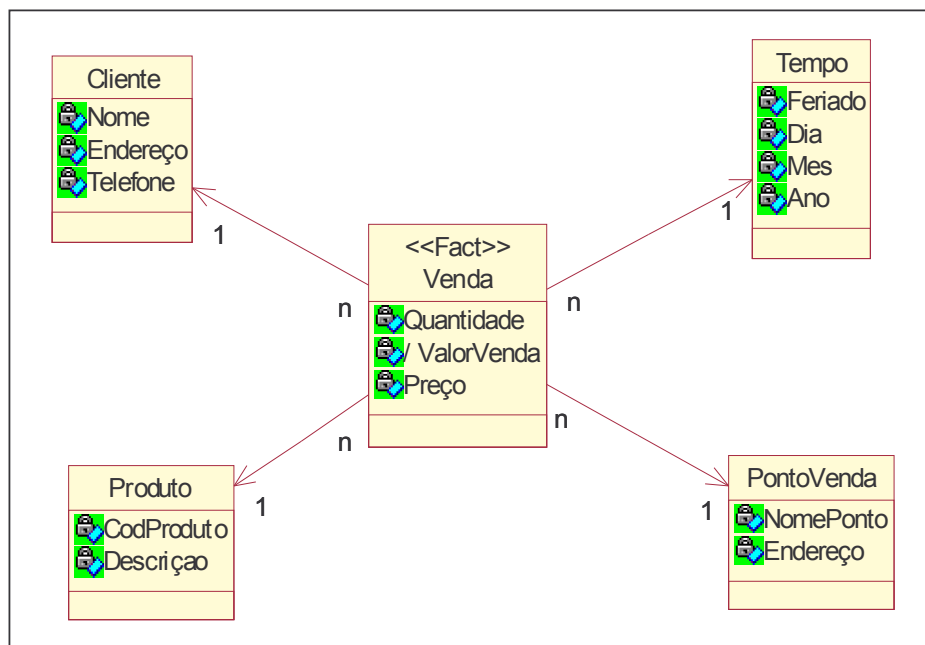 Cliente
Nome
Endereço
Telefone
1
Tempo
Feriado
Dia
Mes
Ano
1
<<Fact>>
Venda
Quantidade
/ ValorVenda
Preço
n
n
n
n
Produto
CodProduto
Descriçao
1
PontoVenda
NomePonto
Endereço
1